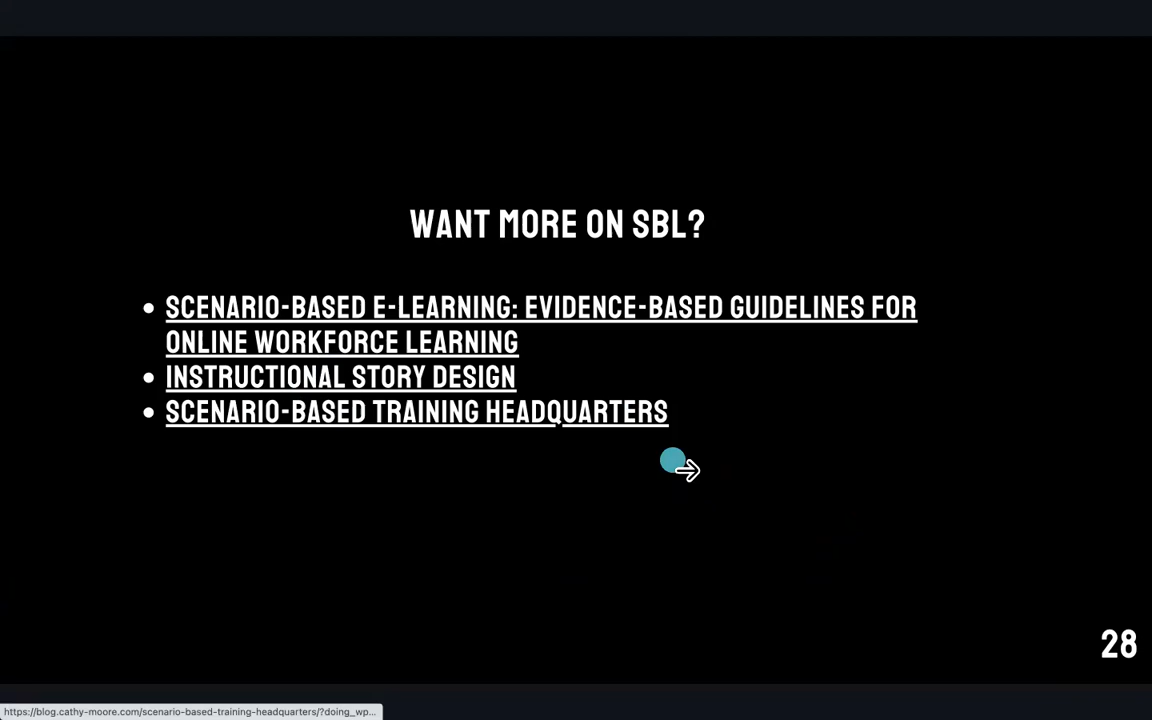 WANT MORE ON SBL?
SCENARIO-BASED E-LEARNING: EVIDENCE-BASED GUIDELINES FOR
ONLINE WORKFORCE LEARNING
INSTRUCTIONAL STORY DESIGN
SCENARIO-BASED TRAINING HEADQUARTERS
28
https://blog.cathy-moore.com/scenario-based-training-headquarters/?doing_wp...